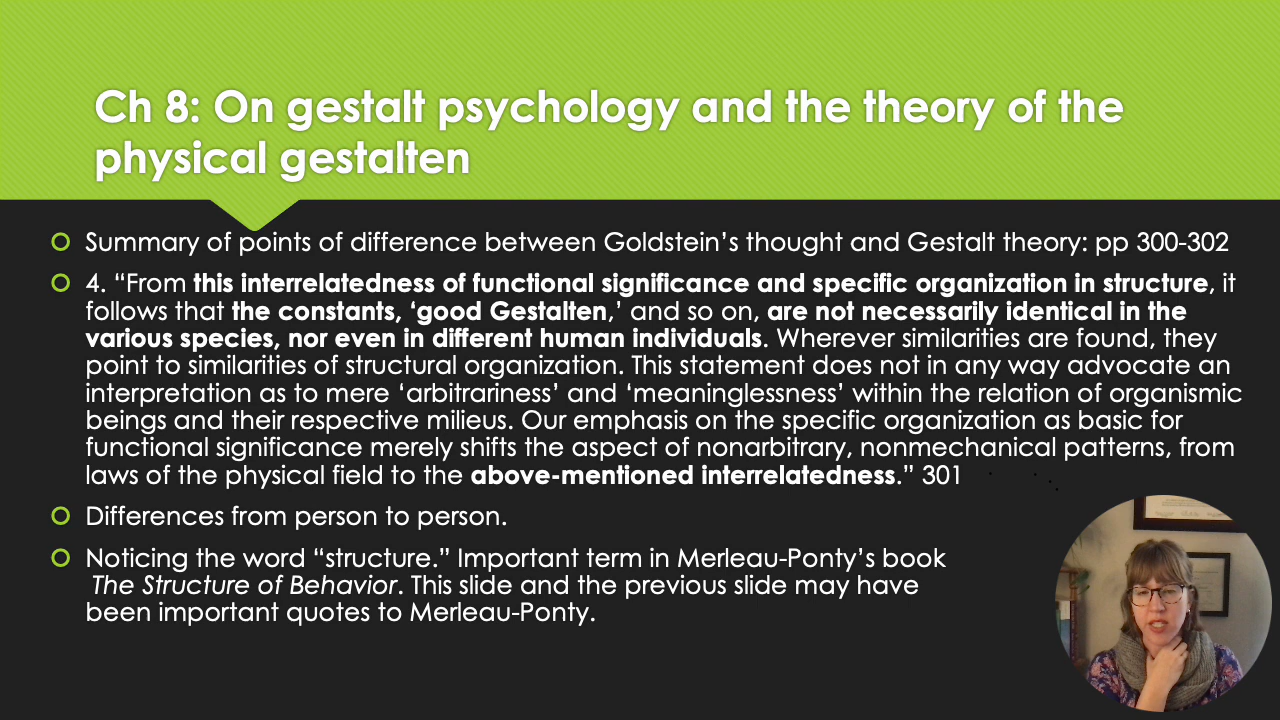 Ch 8: On gestalt psychology and the theory of the
physical gestalten
Summary of points of difference between Goldstein’s thought and Gestalt theory: pp 300-302
4. “From this interrelatedness of functional significance and specific organization in structure, it
follows that the constants, ‘good Gestalten,’ and so on, are not necessarily identical in the
various species, nor even in different human individuals. Wherever similarities are found, they
point to similarities of structural organization. This statement does not in any way advocate an
interpretation as to mere ‘arbitrariness’ and ‘meaninglessness’ within the relation of organismic
beings and their respective milieus. Our emphasis on the specific organization as basic for
functional significance merely shifts the aspect of nonarbitrary, nonmechanical patterns, from
laws of the physical field to the above-mentioned interrelatedness.” 301
Differences from person to person.
Noticing the word “structure.” Important term in Merleau-Ponty’s book
The Structure of Behavior. This slide and the previous slide may have
been important quotes to Merleau-Ponty.